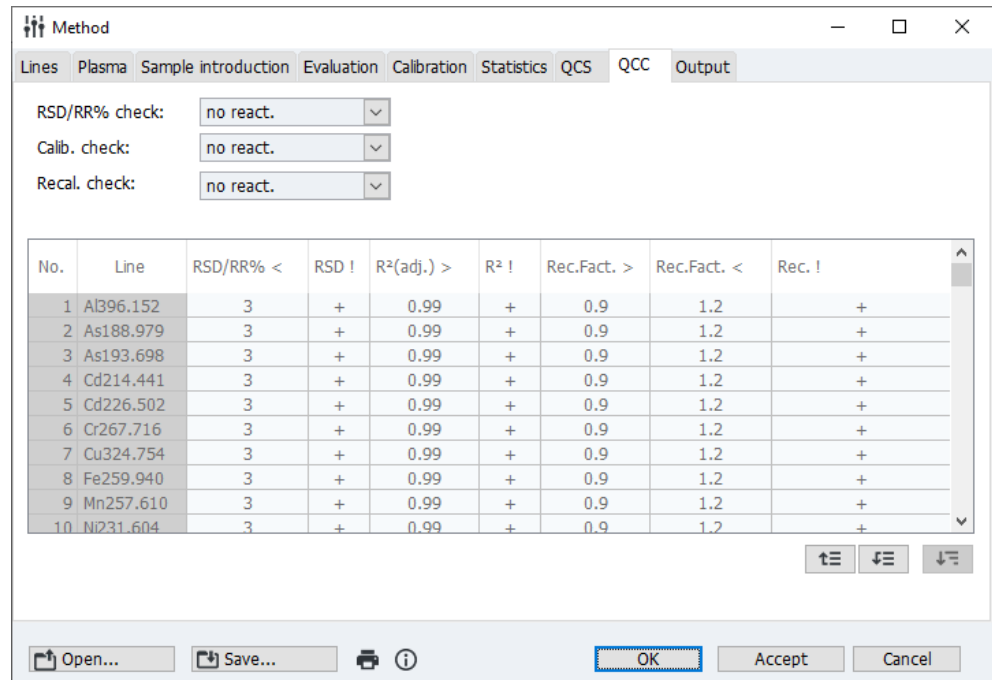 Method
Lines Plasma Sample introduction Evaluation Calibration Statistics QCS QCC Output
RSD/RR% check: no react.
Calib. check: no react.
Recal. check: no react.
No. Line RSD/RR% < RSD ! R²(adj.) > R² ! Rec.Fact. > Rec.Fact. < Rec. !
1 Al396.152 3 + 0.99 + 0.9 1.2 +
2 As188.979 3 + 0.99 + 0.9 1.2 +
3 As193.698 3 + 0.99 + 0.9 1.2 +
4 Cd214.441 3 + 0.99 + 0.9 1.2 +
5 Cd226.502 3 + 0.99 + 0.9 1.2 +
6 Cr267.716 3 + 0.99 + 0.9 1.2 +
7 Cu324.754 3 + 0.99 + 0.9 1.2 +
8 Fe259.940 3 + 0.99 + 0.9 1.2 +
9 Mn257.610 3 + 0.99 + 0.9 1.2 +
10 Ni231.604 3 + 0.99 + 0.9 1.2 +
Open... Save... OK Accept Cancel